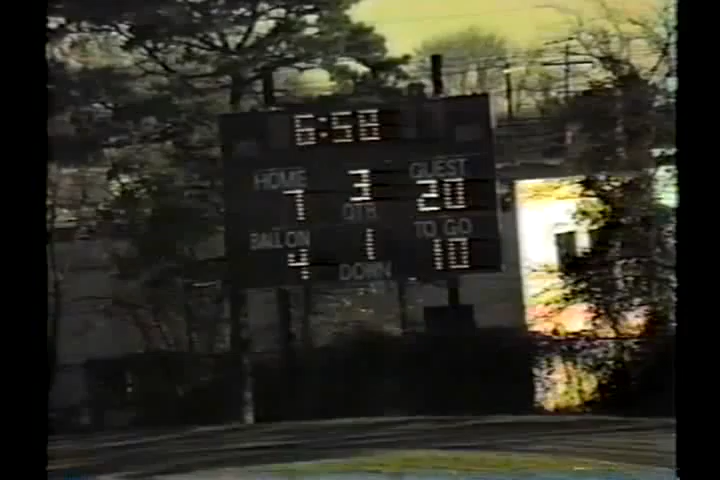 6:58
HOME 3 GUEST
7 QTR 20
BALL ON 1 TO GO
4 DOWN 10